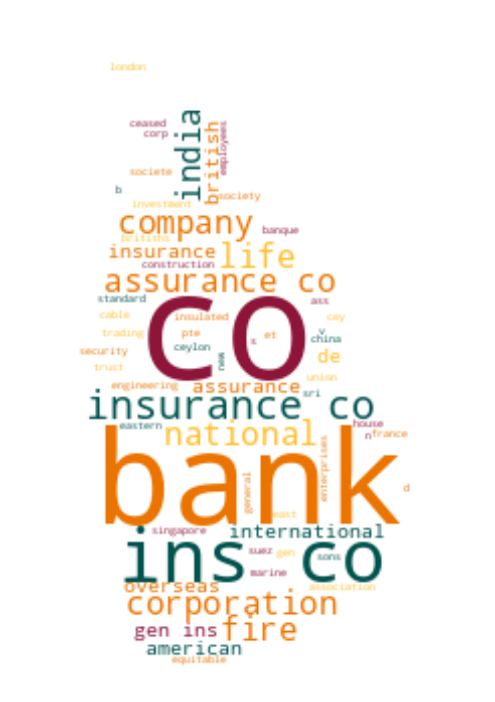 london
ceased
corp
india
british
employees
societe
b
society
investment
company
banque
britiths
insurance
life
construction
assurance co
standard
ass
co
cable
insulated
cey
trading
pte
s
et
v
china
ceylon
security
new
de
trust
union
engineering
assurance
sri
insurance co
eastern
house
national
n
france
bank
enterprises
general
d
east
singapore
international
ins co
suez
gen
sons
marine
overseas
association
corporation
gen ins
fire
american
equitable